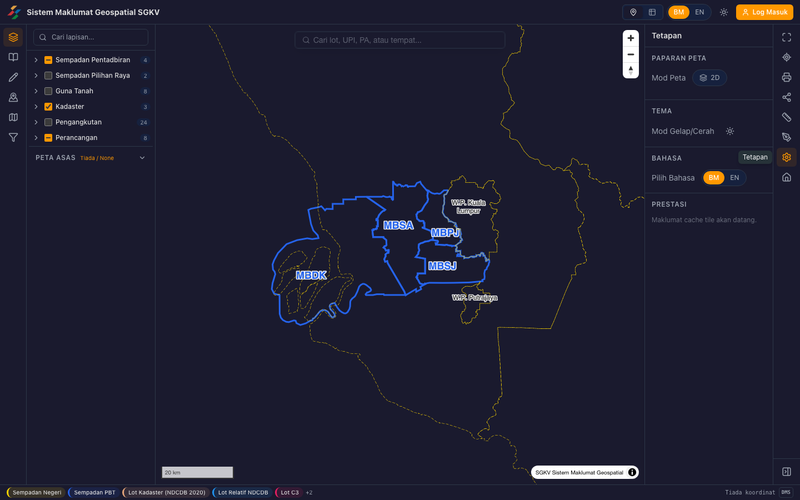 Sistem Maklumat Geospatial SGKV
BM EN
Log Masuk
Cari lapisan...
Sempadan Pentadbiran 4
Sempadan Pilihan Raya 2
Guna Tanah 8
Kadaster 3
Pengangkutan 24
Perancangan 8
PETA ASAS Tiada / None
Cari lot, UPI, PA, atau tempat...
W.P. Kuala
Lumpur
MBSA
MBPJ
MBSJ
MBDK
W.P. Putrajaya
20 km
SGKV Sistem Maklumat Geospatial
Tetapan
PAPARAN PETA
Mod Peta 2D
TEMA
Mod Gelap/Cerah
BAHASA
Tetapan
Pilih Bahasa BM EN
PRESTASI
Maklumat cache tile akan datang.
Sempadan Negeri Sempadan PBT Lot Kadaster (NDCDB 2020) Lot Relatif NDCDB Lot C3 +2
Tiada koordinat BMS